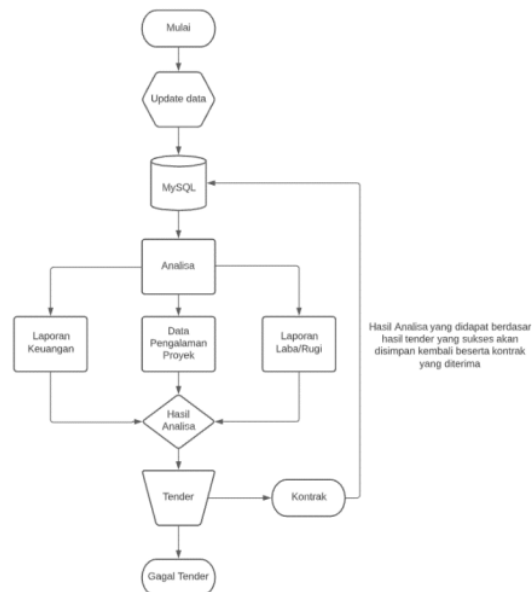 Mulai
Update data
MySQL
Analisa
Laporan
Keuangan
Data
Pengalaman
Proyek
Laporan
Laba/Rugi
Hasil Analisa yang didapat berdasar
hasil tender yang sukses akan
disimpan kembali beserta kontrak
yang diterima
Hasil
Analisa
Tender
Kontrak
Gagal Tender